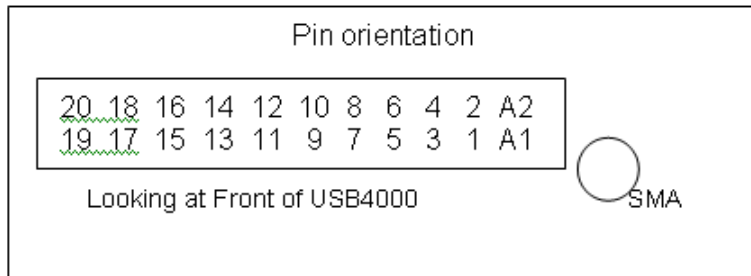 Pin orientation
20 18 16 14 12 10 8 6 4 2 A2
19 17 15 13 11 9 7 5 3 1 A1
Looking at Front of USB4000
SMA